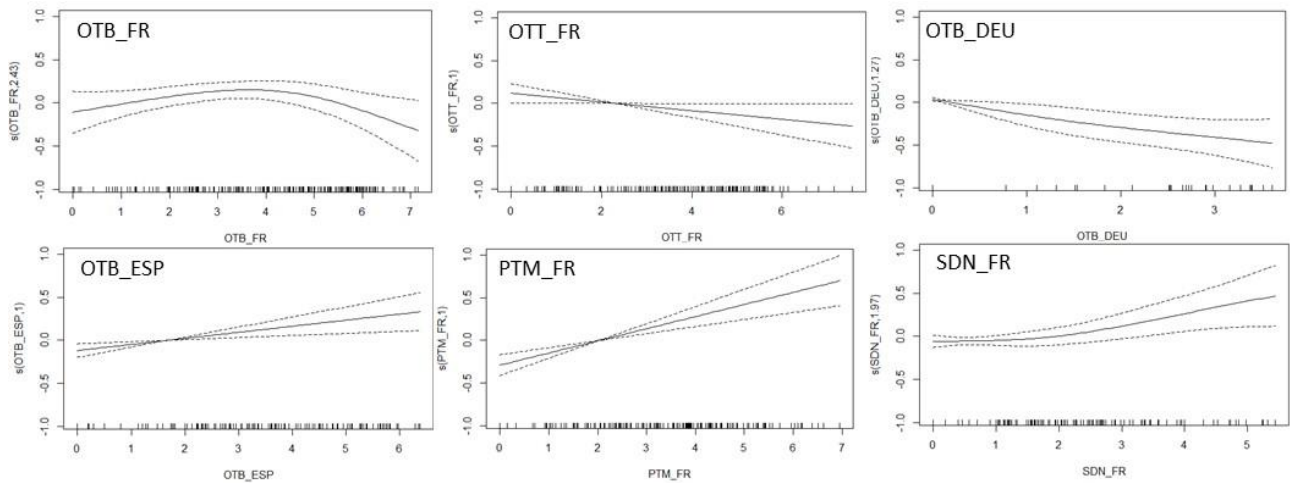 OTB_FR
s(OTB_FR,2.43)
1.0
0.5
0.0
-0.5
-1.0
0 1 2 3 4 5 6 7
OTB_FR
OTT_FR
s(OTT_FR,1)
1.0
0.5
0.0
-0.5
-1.0
0 2 4 6
OTT_FR
OTB_DEU
s(OTB_DEU,1.27)
1.0
0.5
0.0
-0.5
-1.0
0 1 2 3
OTB_DEU
OTB_ESP
s(OTB_ESP,1)
1.0
0.5
0.0
-0.5
-1.0
0 1 2 3 4 5 6
OTB_ESP
PTM_FR
s(PTM_FR,1)
1.0
0.5
0.0
-0.5
-1.0
0 1 2 3 4 5 6 7
PTM_FR
SDN_FR
s(SDN_FR,1.97)
1.0
0.5
0.0
-0.5
-1.0
0 1 2 3 4 5
SDN_FR